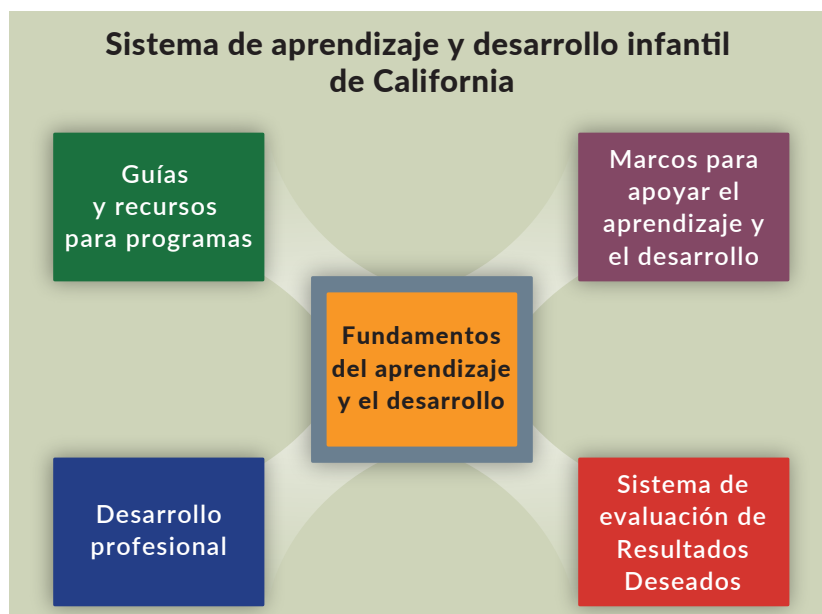 Sistema de aprendizaje y desarrollo infantil
de California
Guías
y recursos
para programas
Marcos para
apoyar el
aprendizaje y
el desarrollo
Fundamentos
del aprendizaje
y el desarrollo
Desarrollo
profesional
Sistema de
evaluación de
Resultados
Deseados